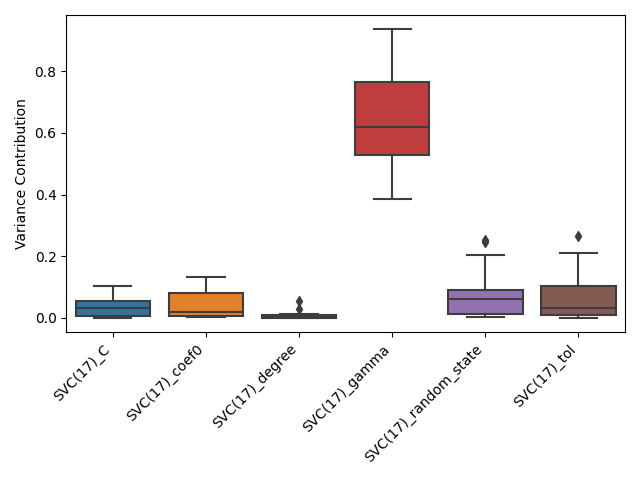 Variance Contribution
0.8
0.6
0.4
0.2
0.0
SVC(17)_C
SVC(17)_coef0
SVC(17)_degree
SVC(17)_gamma
SVC(17)_random_state
SVC(17)_tol